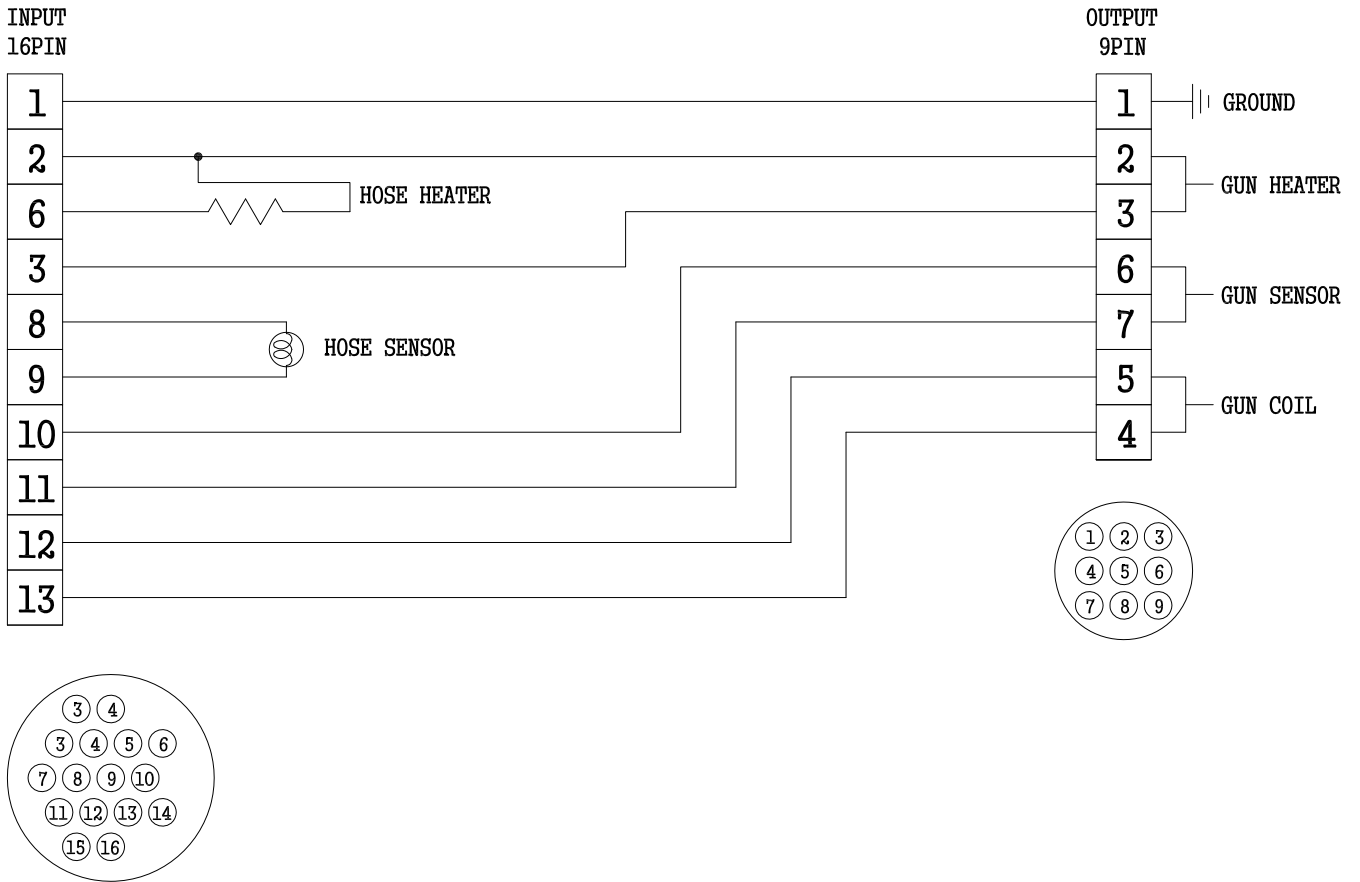 INPUT
16PIN
OUTPUT
9PIN
1
1
GROUND
2
2
GUN HEATER
HOSE HEATER
6
3
3
6
GUN SENSOR
8
7
HOSE SENSOR
9
5
GUN COIL
10
4
11
12
13
1 2 3
4 5 6
7 8 9
3 4
3 4 5 6
7 8 9 10
11 12 13 14
15 16